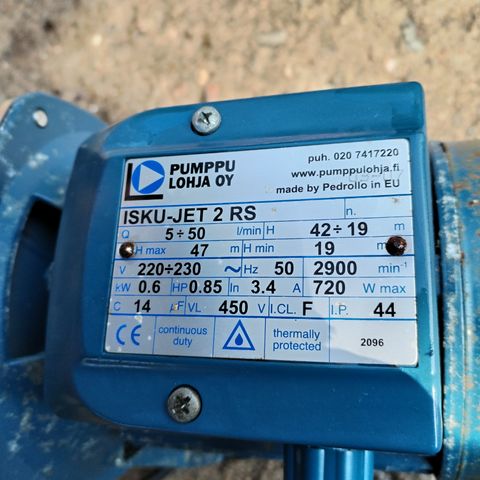 PUMPPU
LOHJA OY
puh. 020 7417220
www.pumppulohja.fi
made by Pedrollo in EU
ISKU-JET 2 RS n.
Q 5÷50 l/min H 42÷19 m
H max 47 m H min 19 m
V 220÷230 ~ Hz 50 2900 min⁻¹
kW 0.6 HP 0.85 In 3.4 A 720 W max
C 14 µF VL 450 V I.CL. F I.P. 44
CE continuous duty thermally protected 2096